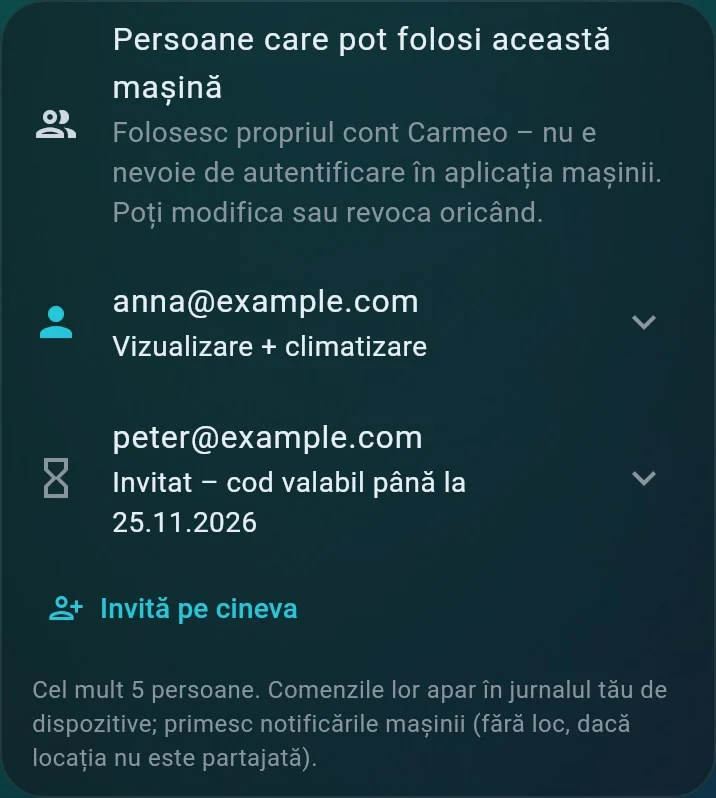 Persoane care pot folosi această
mașină
Folosesc propriul cont Carmeo – nu e
nevoie de autentificare în aplicația mașinii.
Poți modifica sau revoca oricând.
anna@example.com
Vizualizare + climatizare
peter@example.com
Invitat – cod valabil până la
25.11.2026
Invită pe cineva
Cel mult 5 persoane. Comenzile lor apar în jurnalul tău de
dispozitive; primesc notificările mașinii (fără loc, dacă
locația nu este partajată).